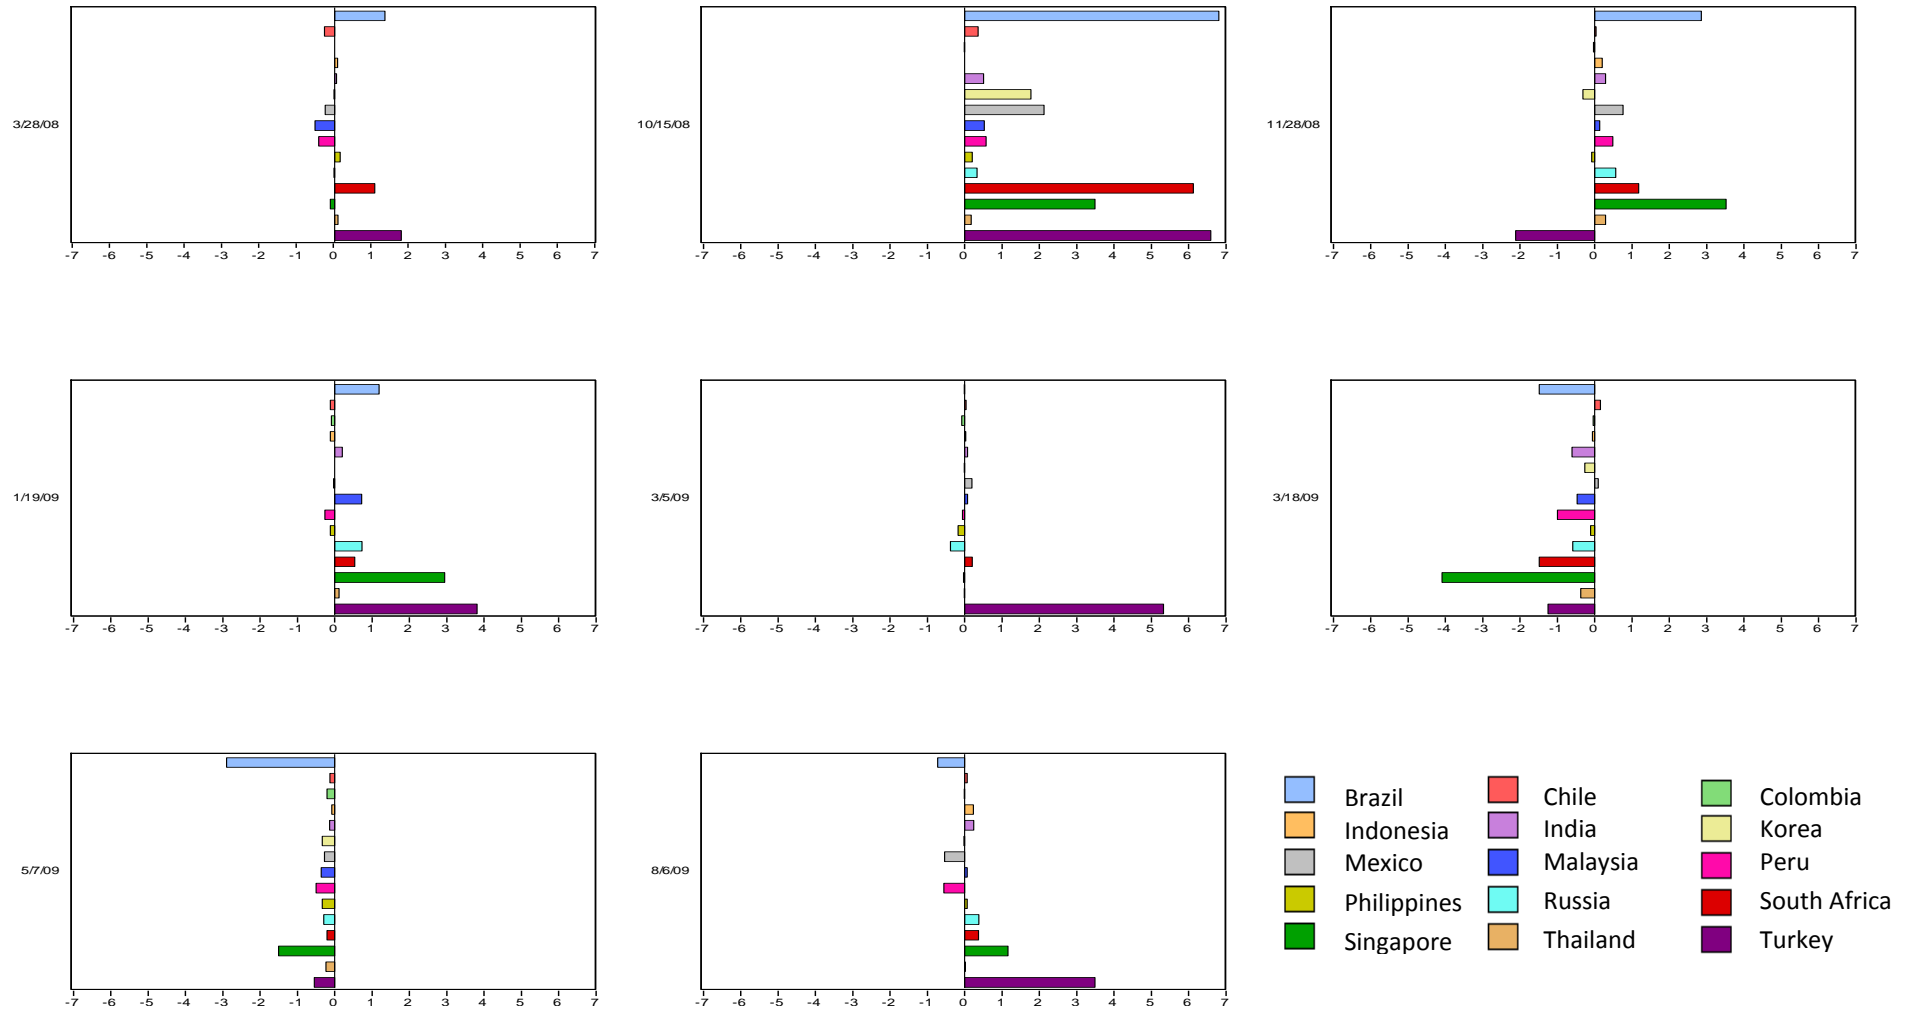 3/28/08
-7 -6 -5 -4 -3 -2 -1 0 1 2 3 4 5 6 7
10/15/08
-7 -6 -5 -4 -3 -2 -1 0 1 2 3 4 5 6 7
11/28/08
-7 -6 -5 -4 -3 -2 -1 0 1 2 3 4 5 6 7
1/19/09
-7 -6 -5 -4 -3 -2 -1 0 1 2 3 4 5 6 7
3/5/09
-7 -6 -5 -4 -3 -2 -1 0 1 2 3 4 5 6 7
3/18/09
-7 -6 -5 -4 -3 -2 -1 0 1 2 3 4 5 6 7
5/7/09
-7 -6 -5 -4 -3 -2 -1 0 1 2 3 4 5 6 7
8/6/09
-7 -6 -5 -4 -3 -2 -1 0 1 2 3 4 5 6 7
Brazil Chile Colombia
Indonesia India Korea
Mexico Malaysia Peru
Philippines Russia South Africa
Singapore Thailand Turkey